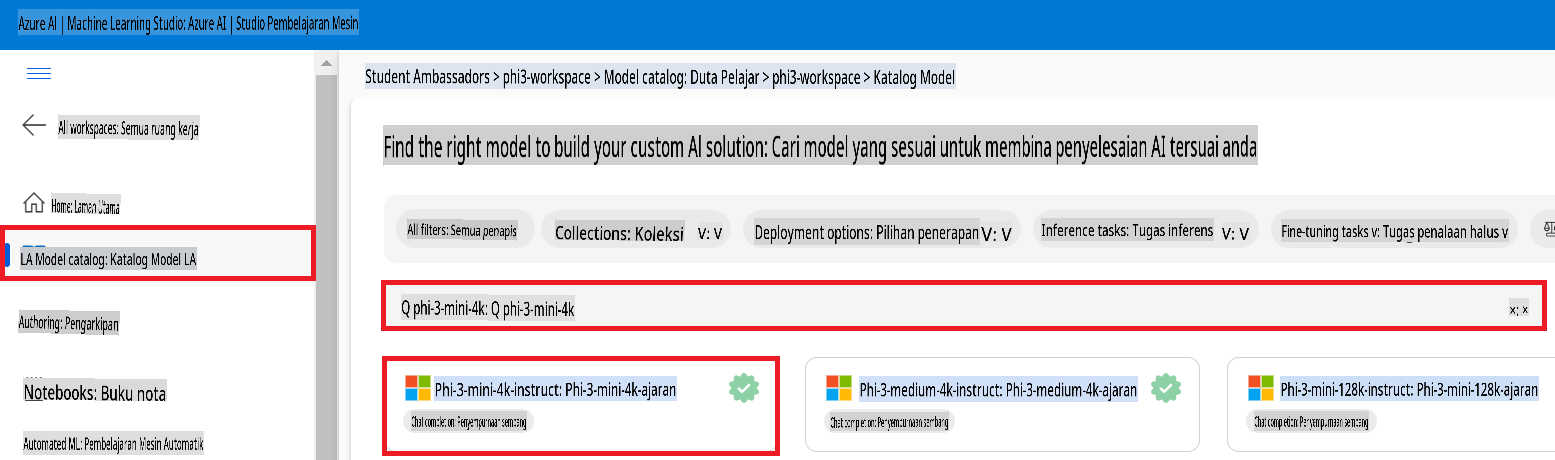 Azure AI | Machine Learning Studio: Azure AI | Studio Pembelajaran Mesin
Student Ambassadors > phi3-workspace > Model catalog: Duta Pelajar > phi3-workspace > Katalog Model
All workspaces: Semua ruang kerja
Find the right model to build your custom AI solution: Cari model yang sesuai untuk membina penyelesaian AI tersuai anda
Home: Laman Utama
All filters: Semua penapis
Collections: Koleksi V: V
Deployment options: Pilihan penerapan V: V
Inference tasks: Tugas inferens V: V
Fine-tuning tasks v: Tugas penalaan halus v
LA Model catalog: Katalog Model LA
Q phi-3-mini-4k: Q phi-3-mini-4k
x: x
Authoring: Pengarkipan
Notebooks: Buku nota
Automated ML: Pembelajaran Mesin Automatik
Phi-3-mini-4k-instruct: Phi-3-mini-4k-ajaran
Chat completion: Penyempurnaan sembang
Phi-3-medium-4k-instruct: Phi-3-medium-4k-ajaran
Chat completion: Penyempurnaan sembang
Phi-3-mini-128k-instruct: Phi-3-mini-128k-ajaran
Chat completion: Penyempurnaan sembang